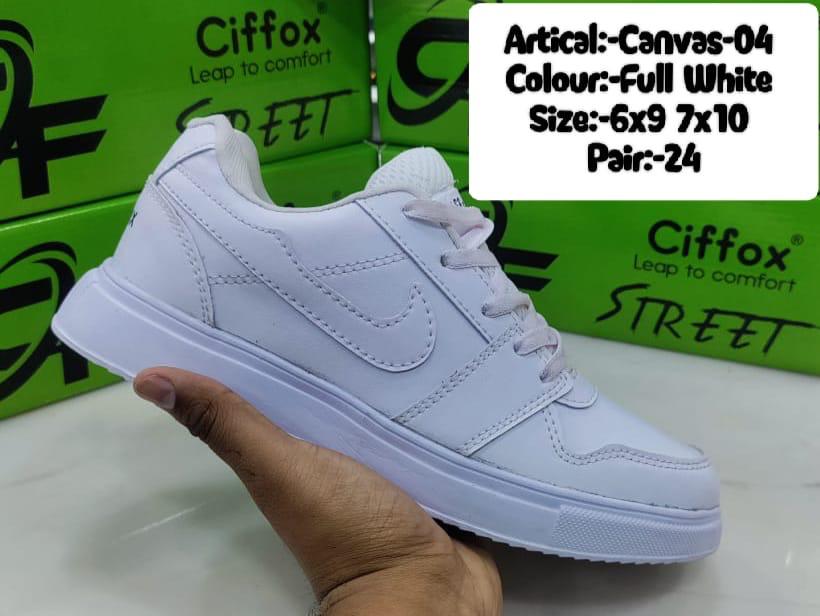 Ciffox®
Leap to comfort
STREET
Artical:-Canvas-04
Colour:-Full White
Size:-6x9 7x10
Pair:-24
Ciffox®
Leap to comfort
STREET